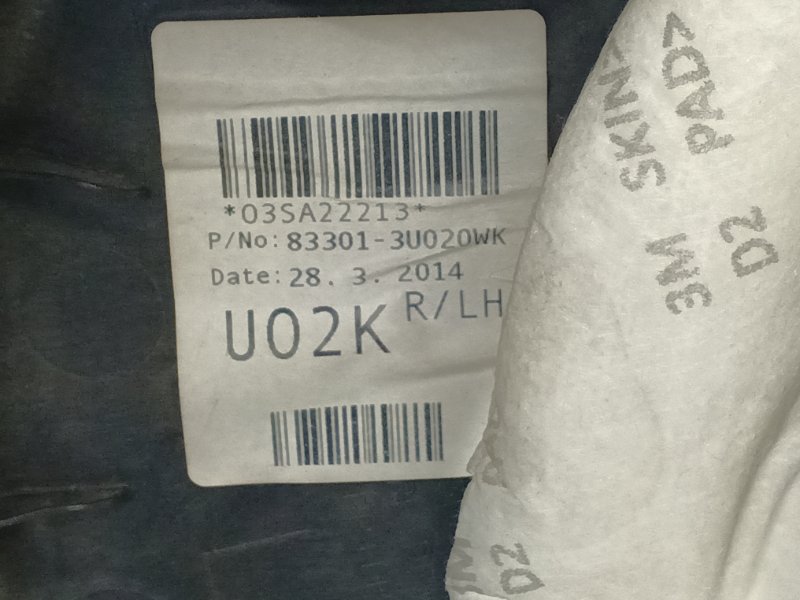 *03SA22213*
P/No: 83301-3U020WK
Date: 28. 3. 2014
U02K R/LH
3M SKIN>
D2 PAD>
D2